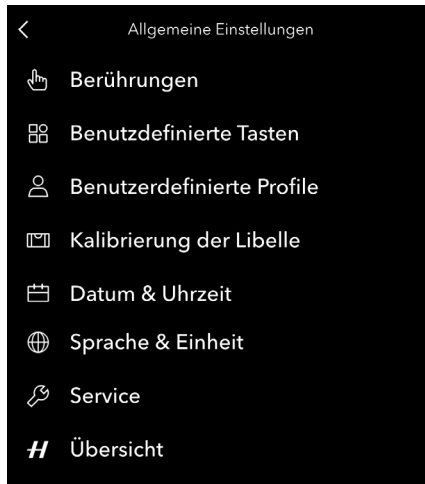 Allgemeine Einstellungen
Berührungen
Benutzdefinierte Tasten
Benutzerdefinierte Profile
Kalibrierung der Libelle
Datum & Uhrzeit
Sprache & Einheit
Service
Übersicht